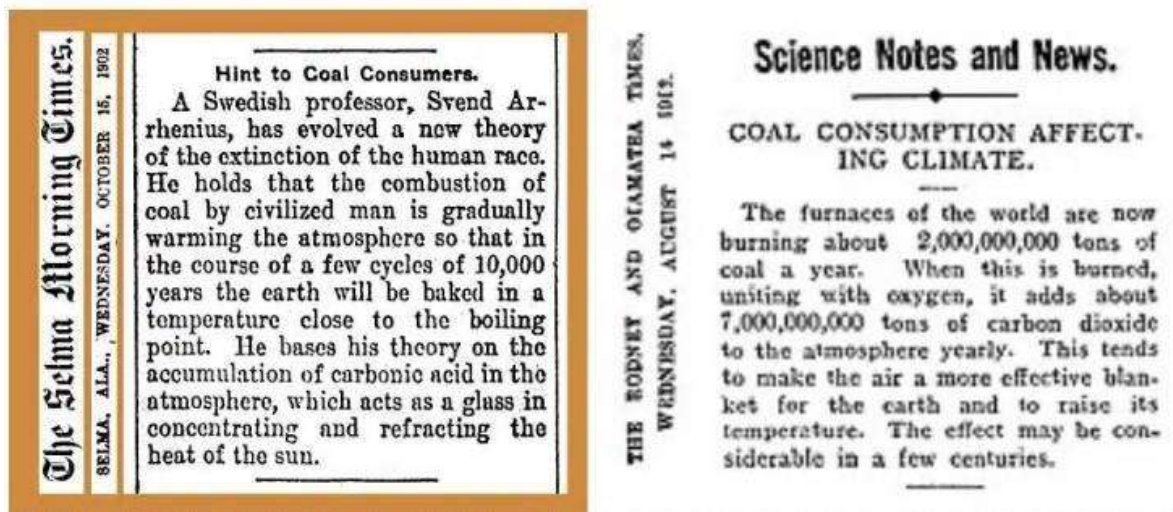 The Selma Morning Times.
SELMA, ALA., WEDNESDAY, OCTOBER 15, 1902
Hint to Coal Consumers.
A Swedish professor, Svend Ar-
rhenius, has evolved a new theory
of the extinction of the human race.
He holds that the combustion of
coal by civilized man is gradually
warming the atmosphere so that in
the course of a few cycles of 10,000
years the earth will be baked in a
temperature close to the boiling
point. He bases his theory on the
accumulation of carbonic acid in the
atmosphere, which acts as a glass in
concentrating and refracting the
heat of the sun.
THE RODNEY AND OTAMATEA TIMES,
WEDNESDAY, AUGUST 14 1912.
Science Notes and News.
COAL CONSUMPTION AFFECT-
ING CLIMATE.
The furnaces of the world are now
burning about 2,000,000,000 tons of
coal a year. When this is burned,
uniting with oxygen, it adds about
7,000,000,000 tons of carbon dioxide
to the atmosphere yearly. This tends
to make the air a more effective blan-
ket for the earth and to raise its
temperature. The effect may be con-
siderable in a few centuries.